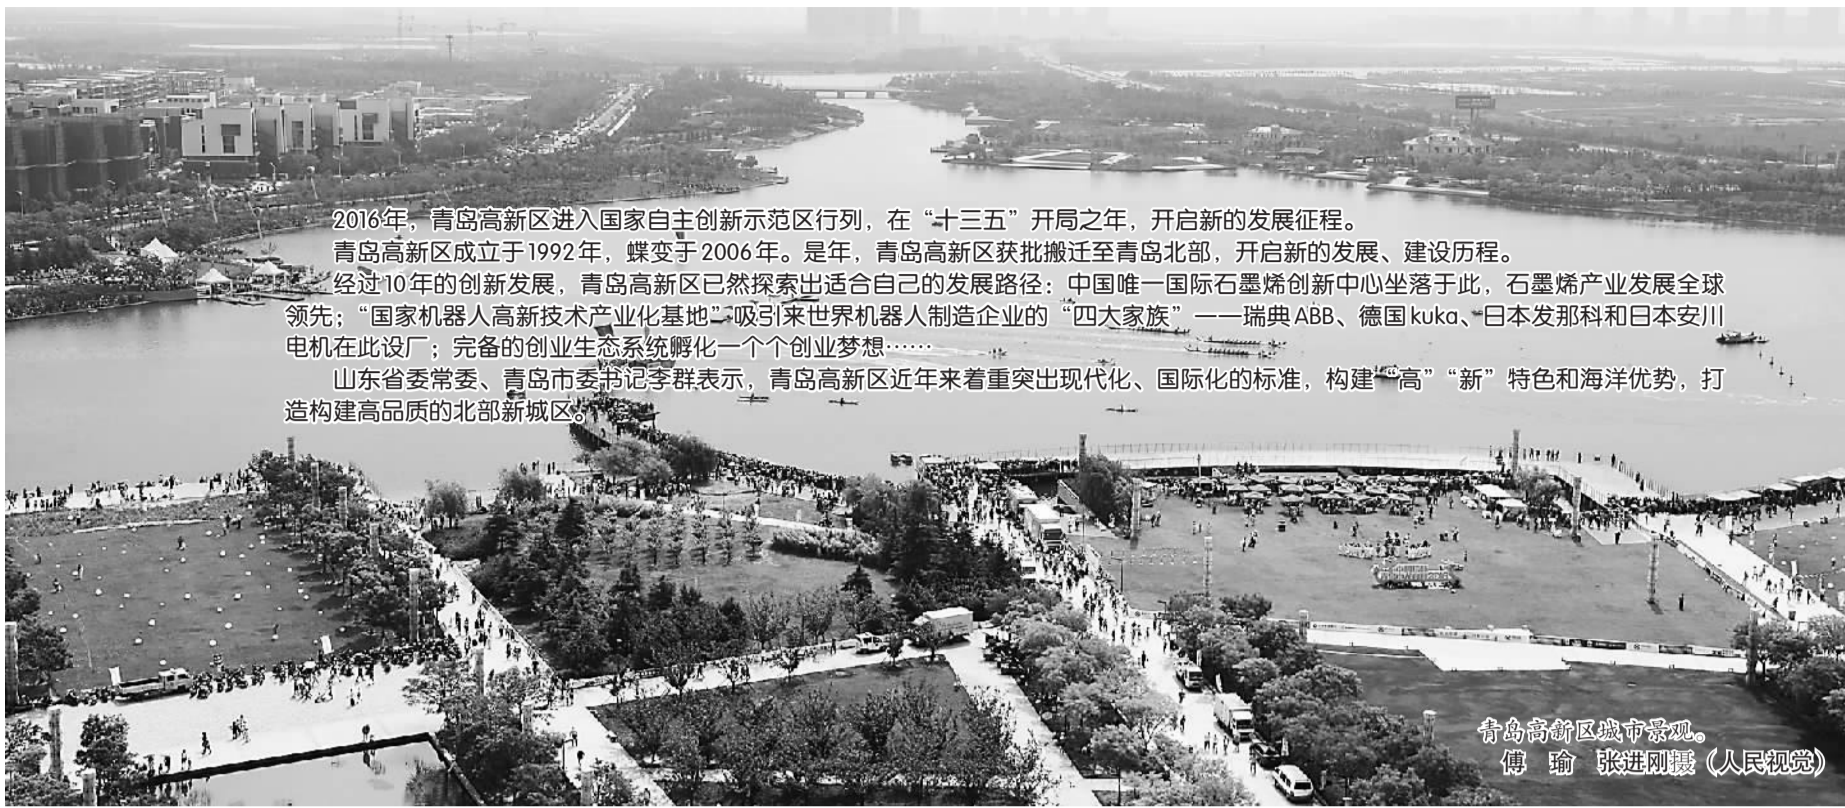 2016年，青岛高新区进入国家自主创新示范区行列，在“十三五”开局之年，开启新的发展征程。
青岛高新区成立于1992年，蝶变于2006年。是年，青岛高新区获批搬迁至青岛北部，开启新的发展、建设历程。
经过10年的创新发展，青岛高新区已然探索出适合自己的发展路径：中国唯一国际石墨烯创新中心坐落于此，石墨烯产业发展全球
领先；“国家机器人高新技术产业化基地”吸引来世界机器人制造企业的“四大家族”——瑞典ABB、德国kuka、日本发那科和日本安川
电机在此设厂；完备的创业生态系统孵化一个个创业梦想……
山东省委常委、青岛市委书记李群表示，青岛高新区近年来着重突出现代化、国际化的标准，构建“高”“新”特色和海洋优势，打
造构建高品质的北部新城区。
青岛高新区城市景观。
傅　瑜　张进刚摄（人民视觉）